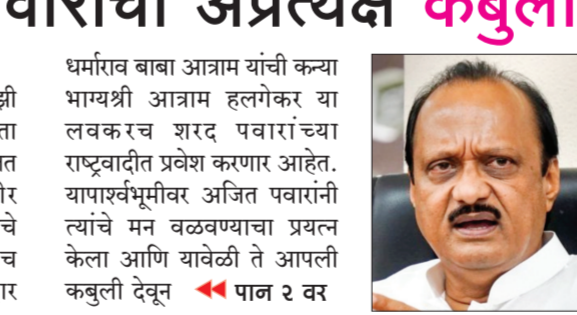 अप्रत्यक्ष कबुली
धर्माराव बाबा आत्राम यांची कन्या
भाग्यश्री आत्राम हलगेकर या
लवकरच शरद पवारांच्या
राष्ट्रवादीत प्रवेश करणार आहेत.
यापार्श्वभूमीवर अजित पवारांनी
त्यांचे मन वळवण्याचा प्रयत्न
केला आणि यावेळी ते आपली
कबुली देवून पान २ वर